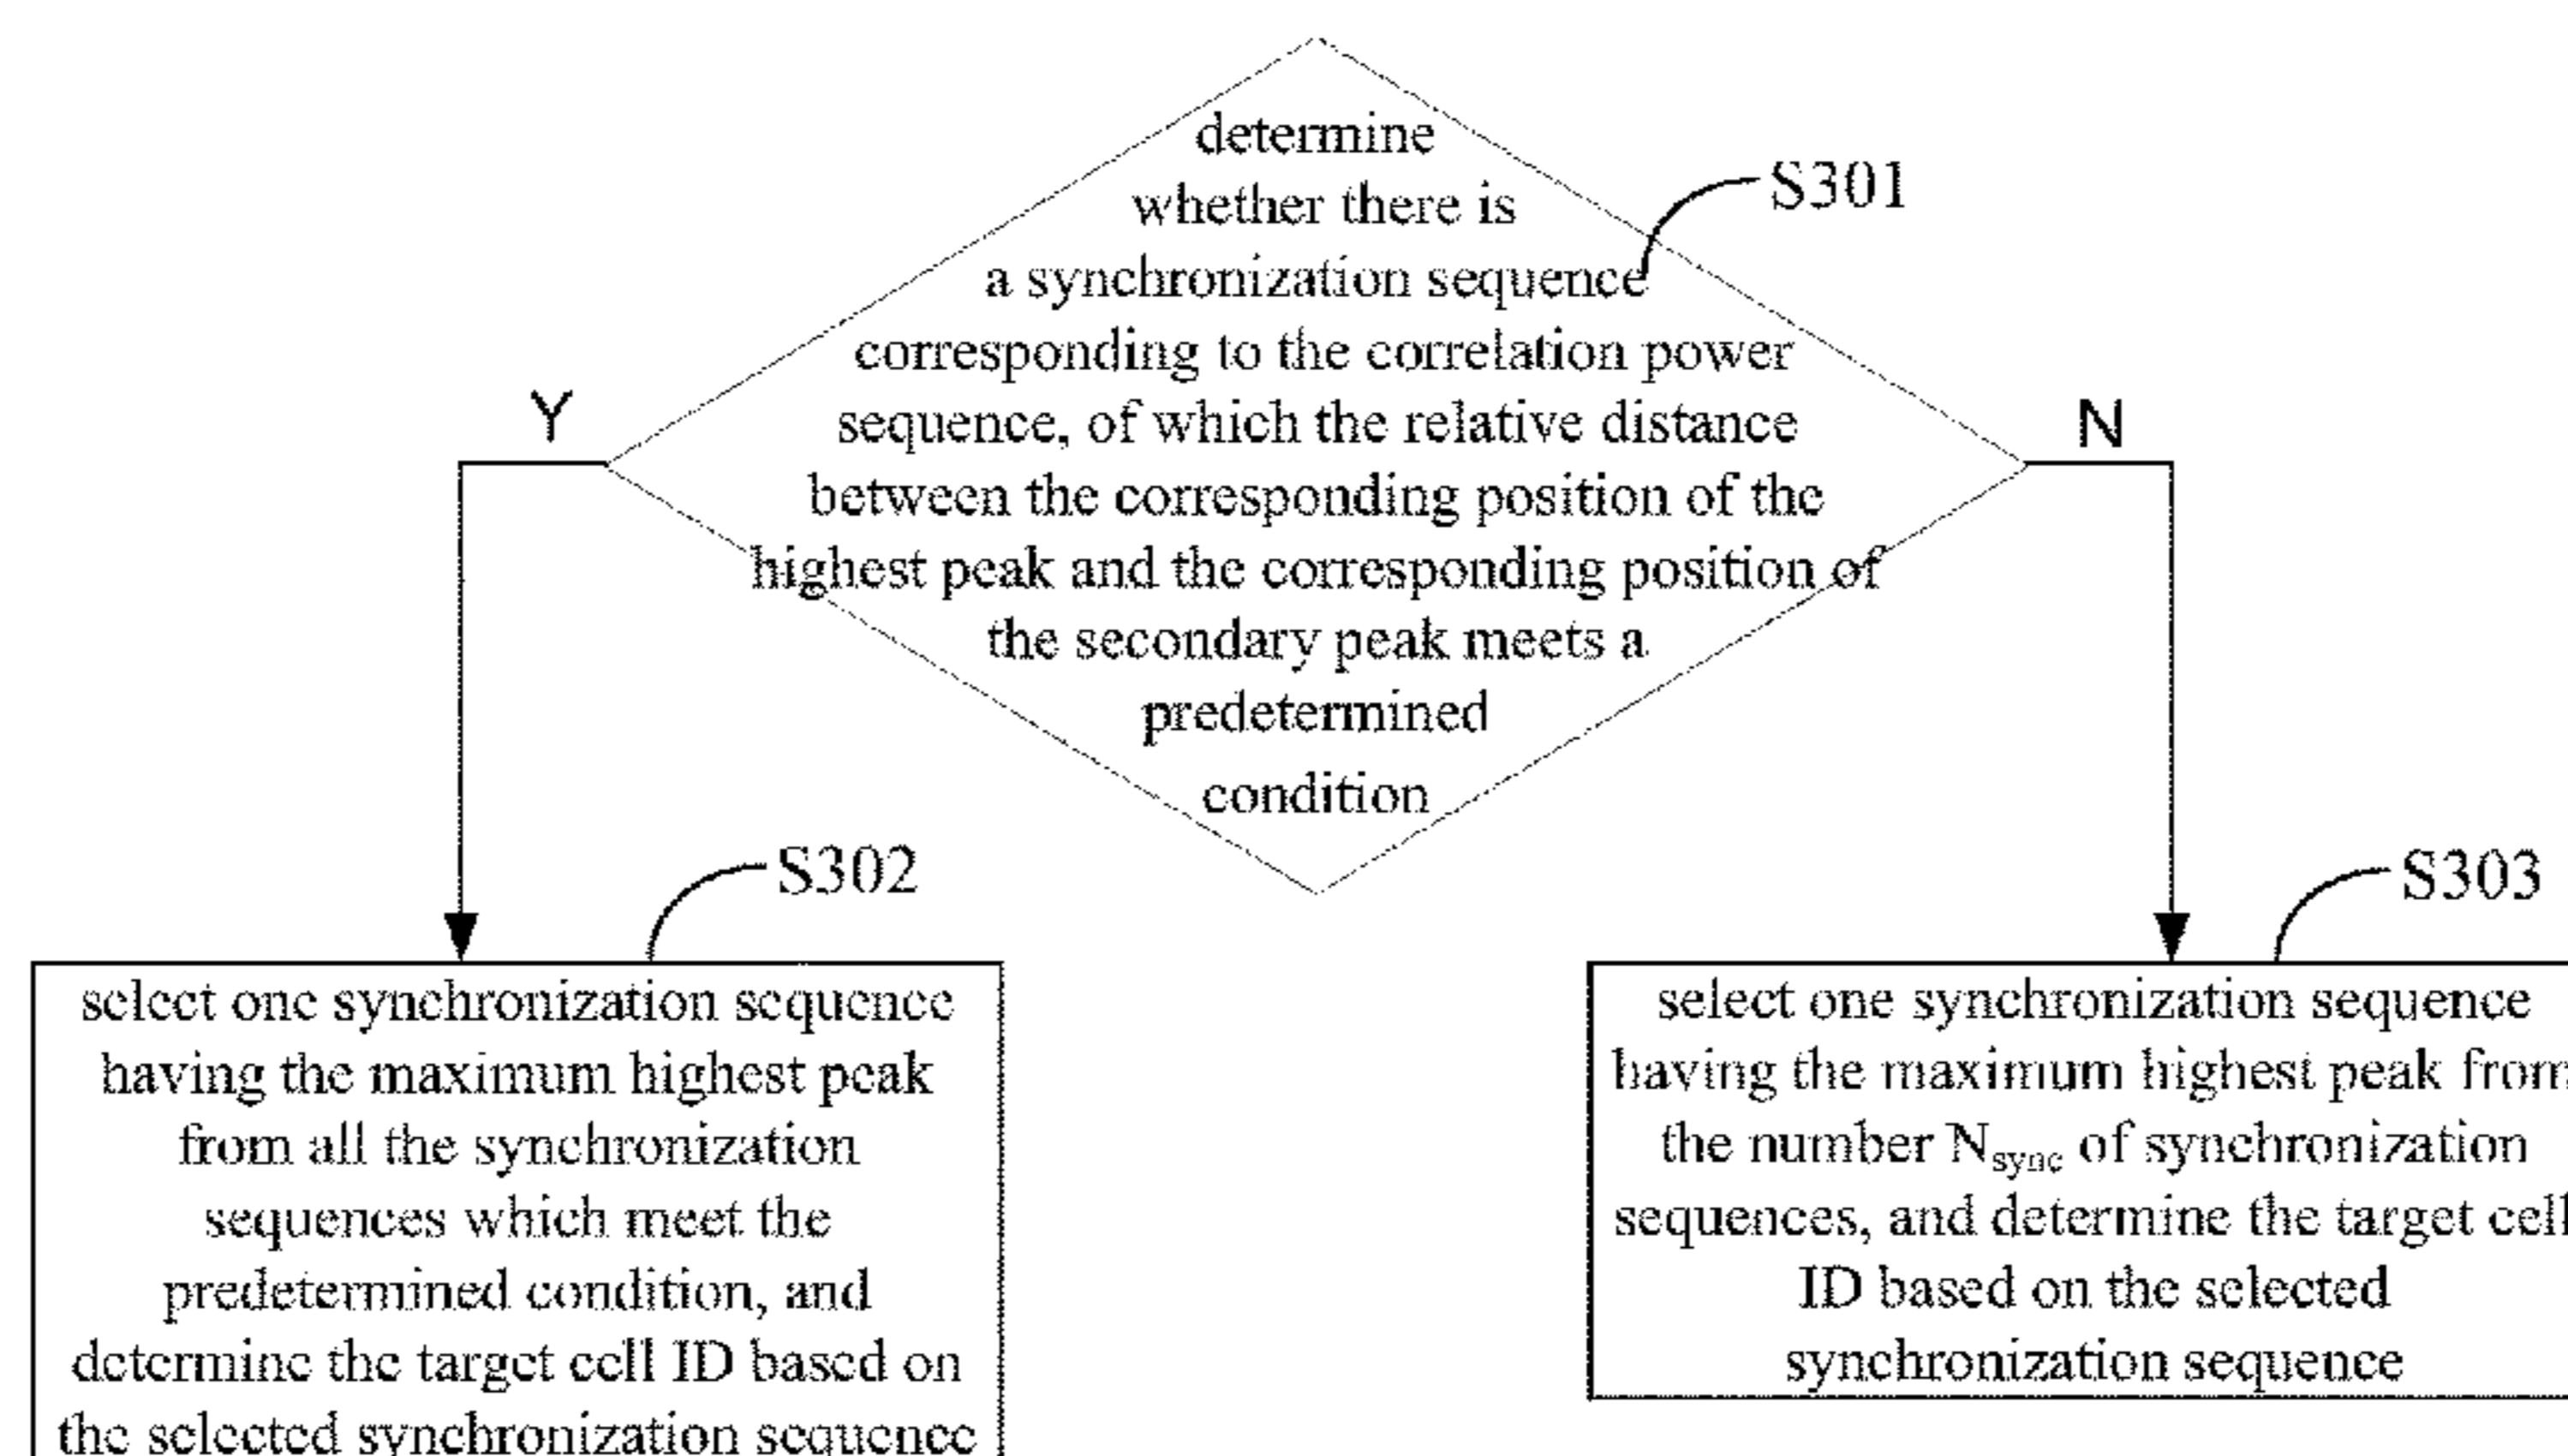 determine
whether there is
a synchronization sequence
corresponding to the correlation power
sequence, of which the relative distance
between the corresponding position of the
highest peak and the corresponding position of
the secondary peak meets a
predetermined
condition
S301
Y
N
S302
select one synchronization sequence
having the maximum highest peak
from all the synchronization
sequences which meet the
predetermined condition, and
determine the target cell ID based on
the selected synchronization sequence
S303
select one synchronization sequence
having the maximum highest peak from
the number Nsync of synchronization
sequences, and determine the target cell
ID based on the selected
synchronization sequence